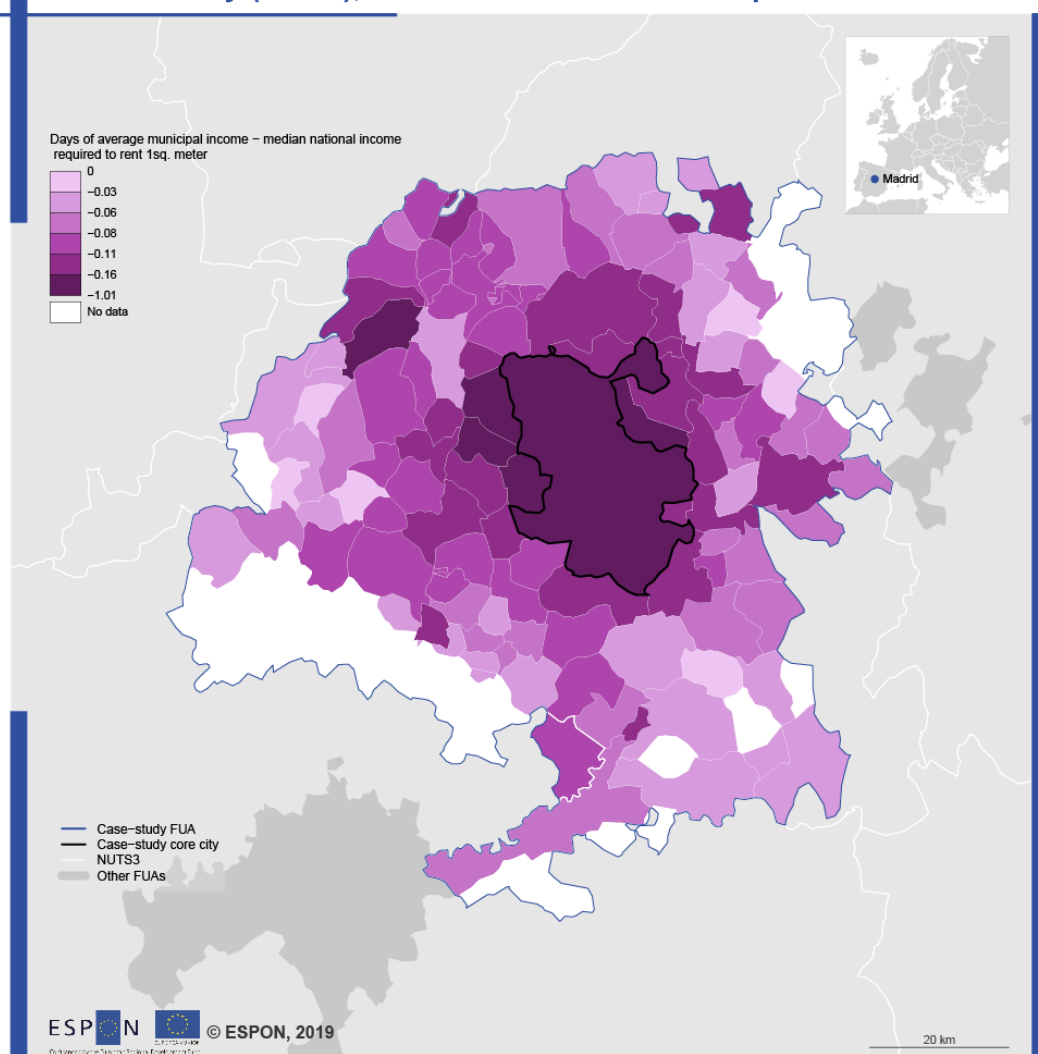 Days of average municipal income − median national income
required to rent 1sq. meter
0
−0.03
−0.06
−0.08
−0.11
−0.16
−1.01
No data
Madrid
Case−study FUA
Case−study core city
NUTS3
Other FUAs
ESPON
EUROPEAN UNION
© ESPON, 2019
20 km